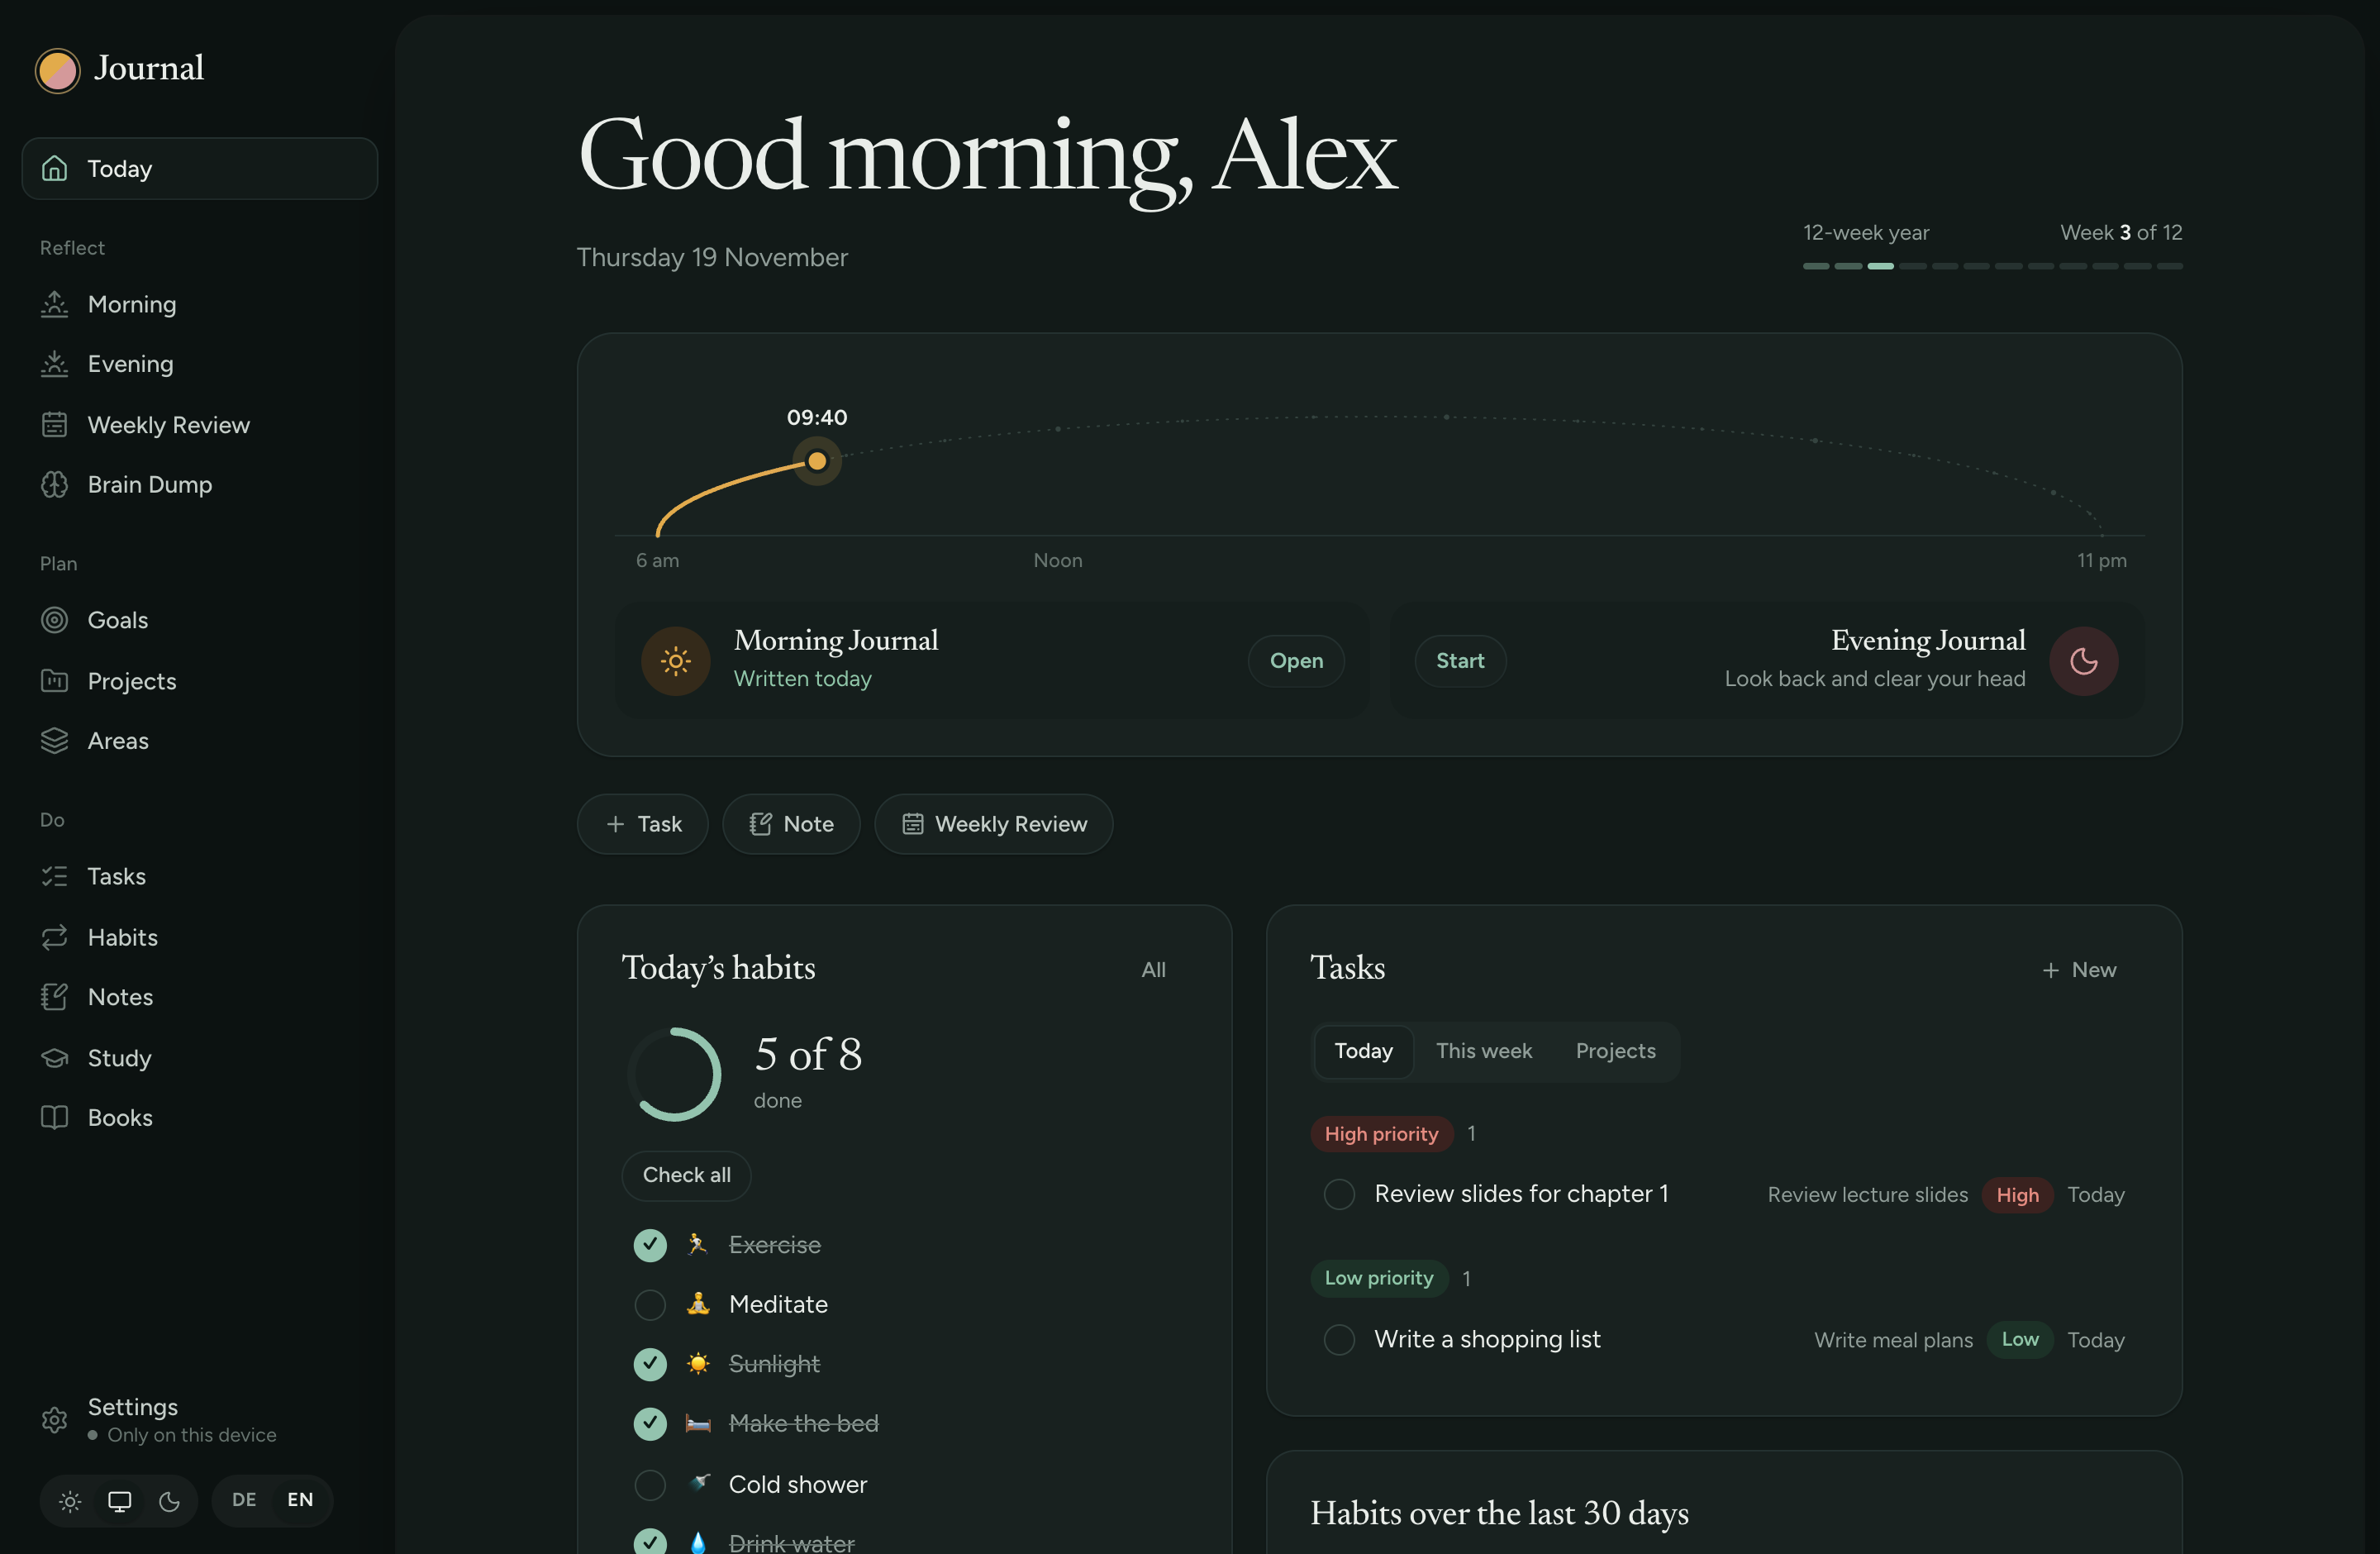 Journal
Today
Reflect
Morning
Evening
Weekly Review
Brain Dump
Plan
Goals
Projects
Areas
Do
Tasks
Habits
Notes
Study
Books
Settings
Only on this device
DE EN
Good morning, Alex
Thursday 19 November
12-week year Week 3 of 12
09:40
6 am Noon 11 pm
Morning Journal
Written today
Open
Start
Evening Journal
Look back and clear your head
Task Note Weekly Review
Today’s habits All
5 of 8
done
Check all
Exercise
Meditate
Sunlight
Make the bed
Cold shower
Drink water
Tasks New
Today This week Projects
High priority 1
Review slides for chapter 1 Review lecture slides High Today
Low priority 1
Write a shopping list Write meal plans Low Today
Habits over the last 30 days